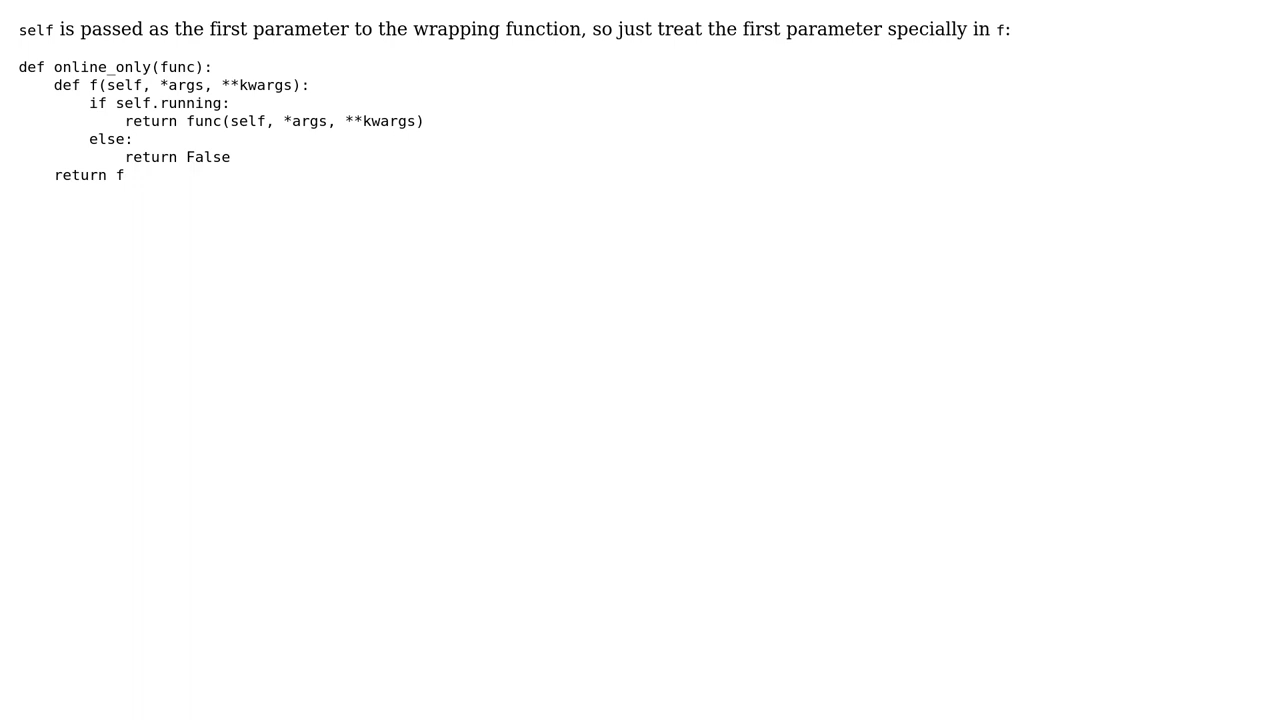 self is passed as the first parameter to the wrapping function, so just treat the first parameter specially in f:
def online_only(func):
    def f(self, *args, **kwargs):
        if self.running:
            return func(self, *args, **kwargs)
        else:
            return False
    return f